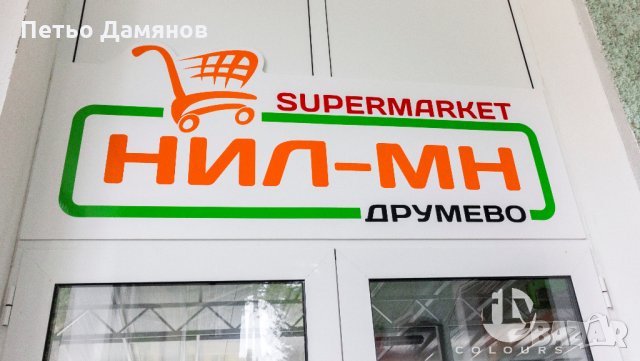 Петьо Дамянов
SUPERMARKET
НИЛ-МН
ДРУМЕВО
BAZAR
COLOURS